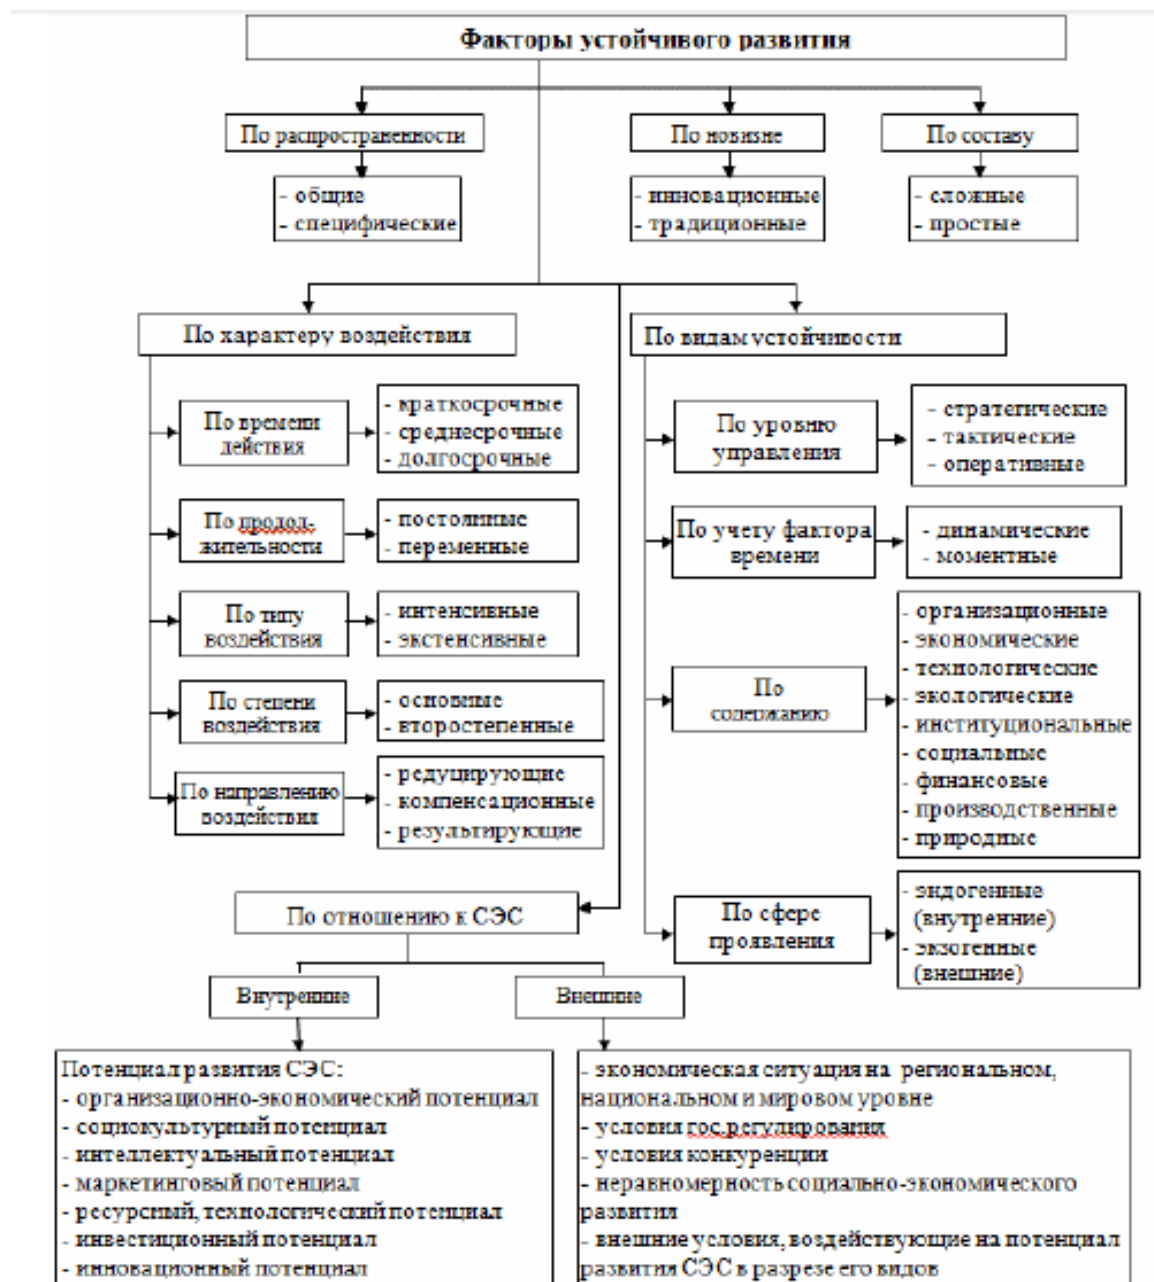 Факторы устойчивого развития
По распространенности
По новизне
По составу
- общие
- специфические
- инновационные
- традиционные
- сложные
- простые
По характеру воздействия
По видам устойчивости
По времени
действия
- краткосрочные
- среднесрочные
- долгосрочные
По продол-
жительности
- постоянные
- переменные
По типу
воздействия
- интенсивные
- экстенсивные
По степени
воздействия
- основные
- второстепенные
По направлению
воздействия
- редуцирующие
- компенсационные
- результирующие
По уровню
управления
- стратегические
- тактические
- оперативные
По учету фактора
времени
- динамические
- моментные
По
содержанию
- организационные
- экономические
- технологические
- экологические
- институциональные
- социальные
- финансовые
- производственные
- природные
По сфере
проявления
- эндогенные
(внутренние)
- экзогенные
(внешние)
По отношению к СЭС
Внутренние
Внешние
Потенциал развития СЭС:
- организационно-экономический потенциал
- социокультурный потенциал
- интеллектуальный потенциал
- маркетинговый потенциал
- ресурсный, технологический потенциал
- инвестиционный потенциал
- инновационный потенциал
- экономическая ситуация на региональном,
национальном и мировом уровне
- условия гос.регулирования
- условия конкуренции
- неравномерность социально-экономического
развития
- внешние условия, воздействующие на потенциал
развития СЭС в разрезе его видов